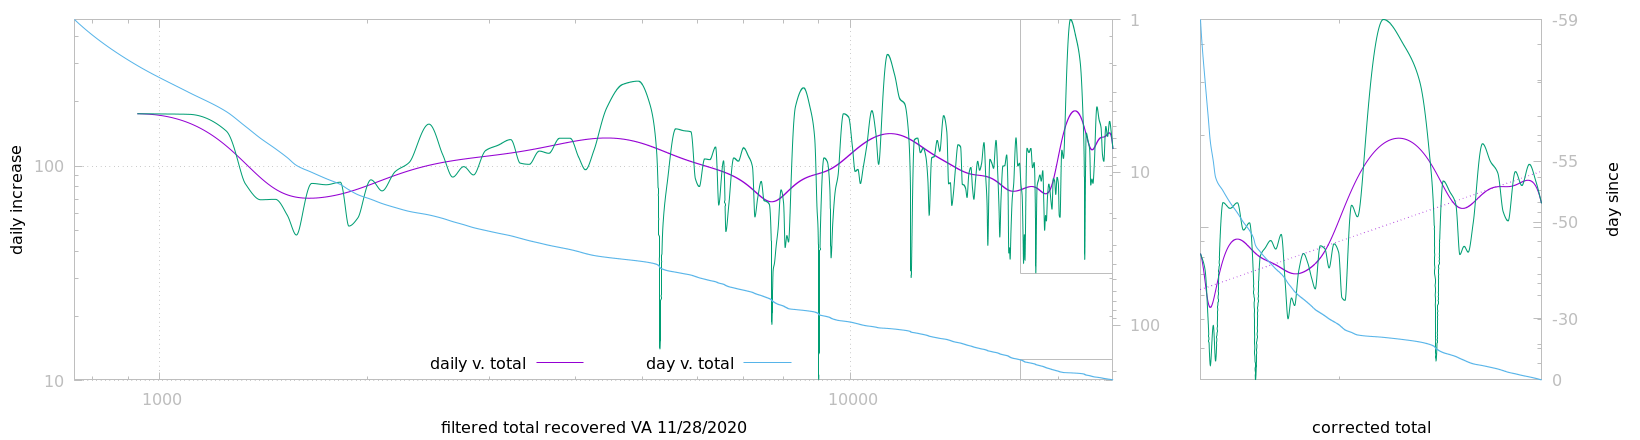 daily increase
100
10
1000
10000
1
10
100
daily v. total
day v. total
filtered total recovered VA 11/28/2020
-59
-55
-50
-30
0
day since
corrected total